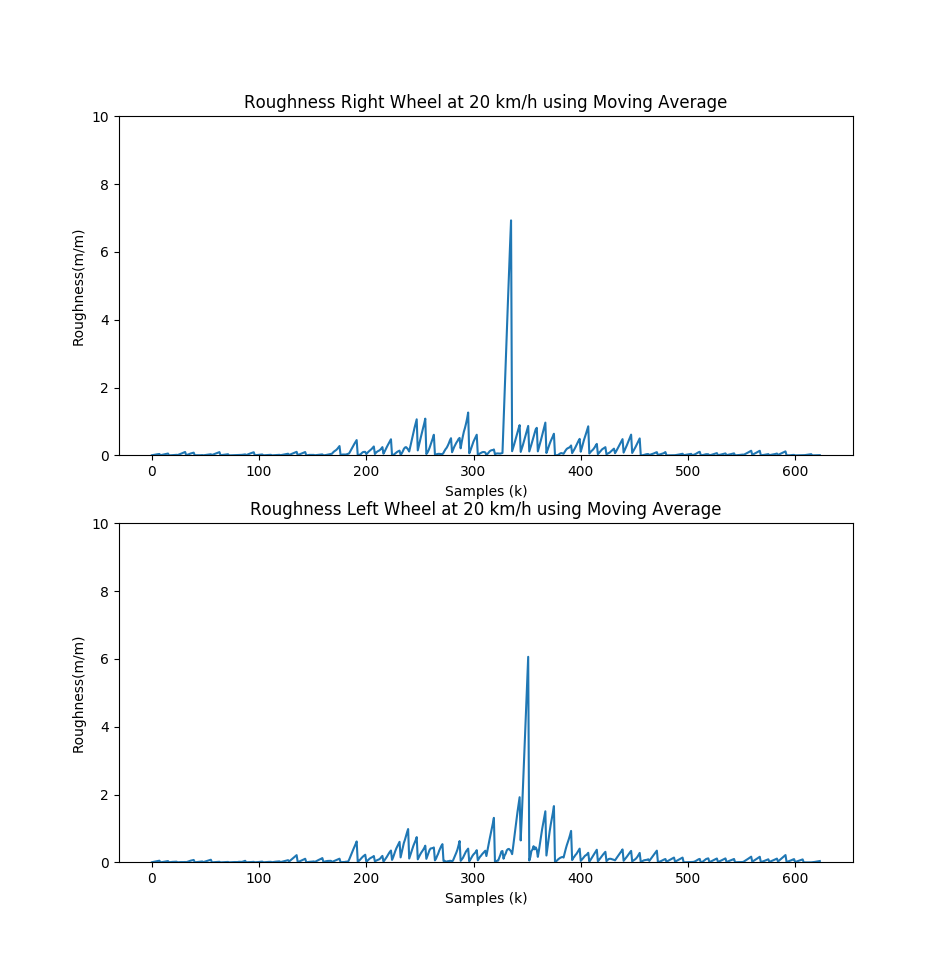 Roughness Right Wheel at 20 km/h using Moving Average
10
8
6
4
2
0
Roughness(m/m)
0 100 200 300 400 500 600
Samples (k)
Roughness Left Wheel at 20 km/h using Moving Average
10
8
6
4
2
0
Roughness(m/m)
0 100 200 300 400 500 600
Samples (k)